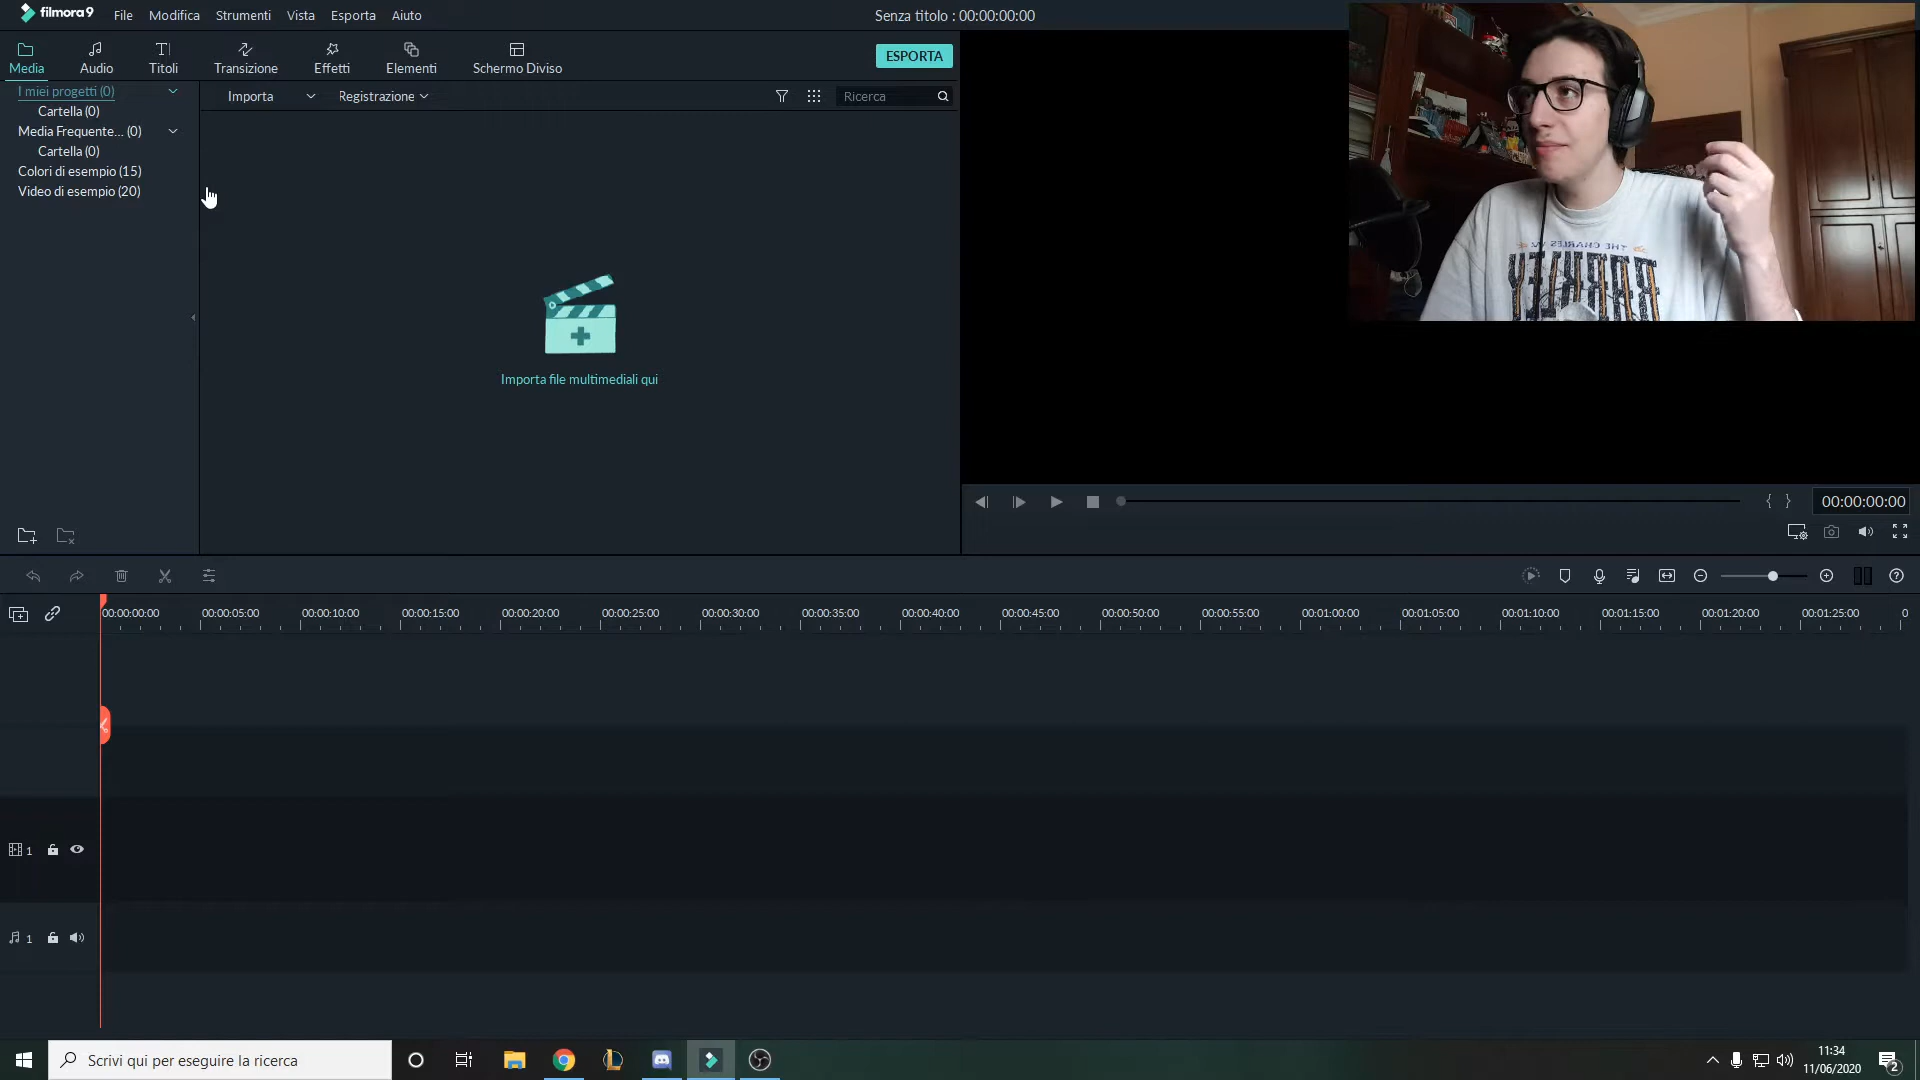 filmora9 File Modifica Strumenti Vista Esporta Aiuto Senza titolo : 00:00:00:00
Media Audio Titoli Transizione Effetti Elementi Schermo Diviso ESPORTA
I miei progetti (0)
Cartella (0)
Media Frequente... (0)
Cartella (0)
Colori di esempio (15)
Video di esempio (20)
Importa Registrazione Ricerca
Importa file multimediali qui
THE CHARLES W
BARKLEY
{ } 00:00:00:00
00:00:00:00 00:00:05:00 00:00:10:00 00:00:15:00 00:00:20:00 00:00:25:00 00:00:30:00 00:00:35:00 00:00:40:00 00:00:45:00 00:00:50:00 00:00:55:00 00:01:00:00 00:01:05:00 00:01:10:00 00:01:15:00 00:01:20:00 00:01:25:00 0
1
1
Scrivi qui per eseguire la ricerca
11:34
11/06/2020
2